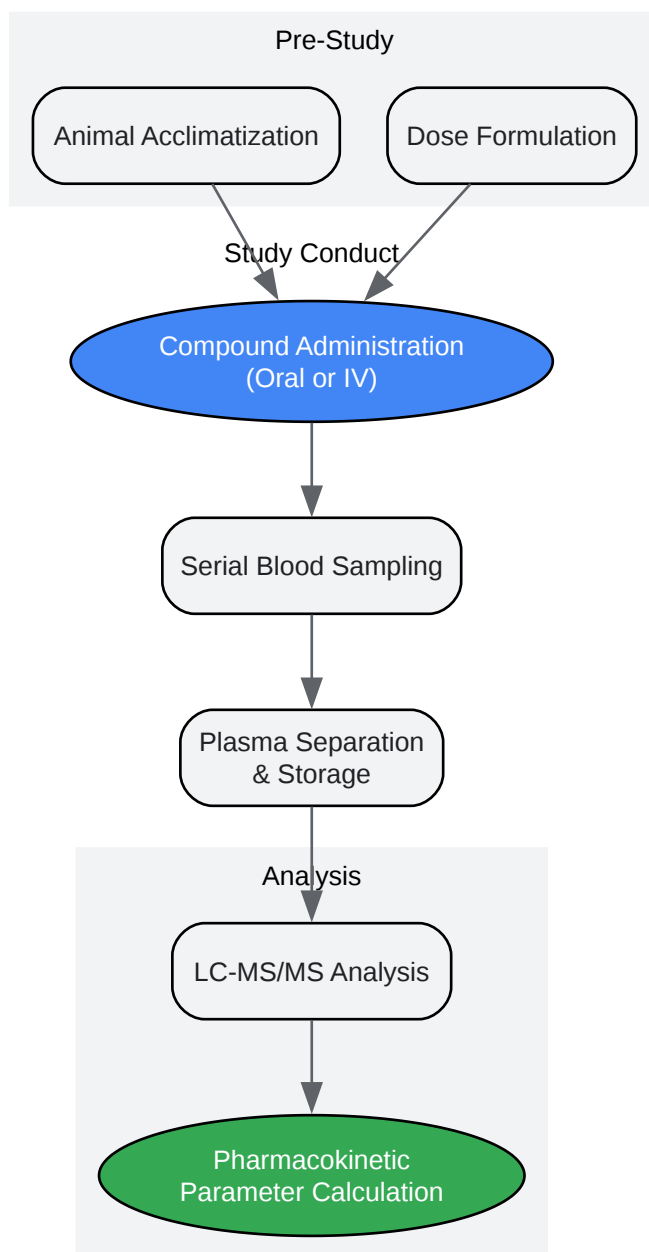 Pre-Study
Animal Acclimatization
Dose Formulation
Study Conduct
Compound Administration
(Oral or IV)
Serial Blood Sampling
Plasma Separation
& Storage
Analysis
LC-MS/MS Analysis
Pharmacokinetic
Parameter Calculation